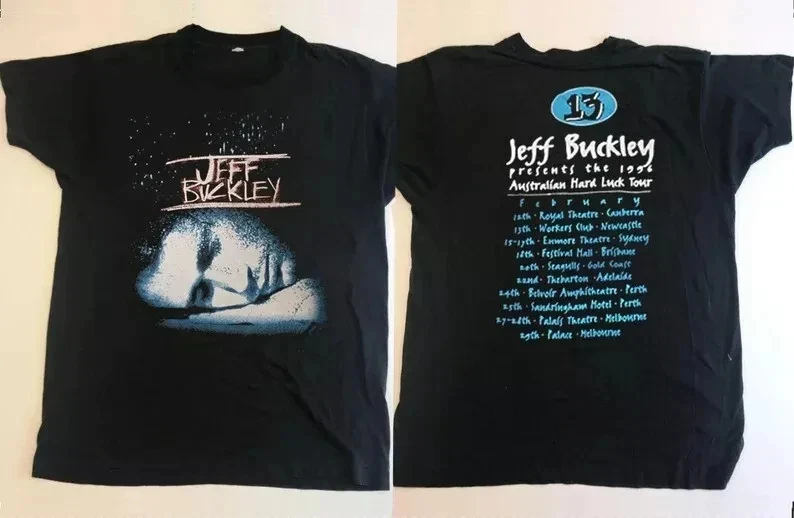 JEFF
BUCKLEY
13
Jeff Buckley
presents the 1996
Australian Hard Luck Tour
February
12th · Royal Theatre · Canberra
13th · Workers Club · Newcastle
15-17th · Enmore Theatre · Sydney
18th · Festival Hall · Brisbane
20th · Seagulls · Gold Coast
22nd · Thebarton · Adelaide
24th · Belvoir Amphitheatre · Perth
25th · Sandringham Hotel · Perth
27-28th · Palais Theatre · Melbourne
29th · Palace · Melbourne